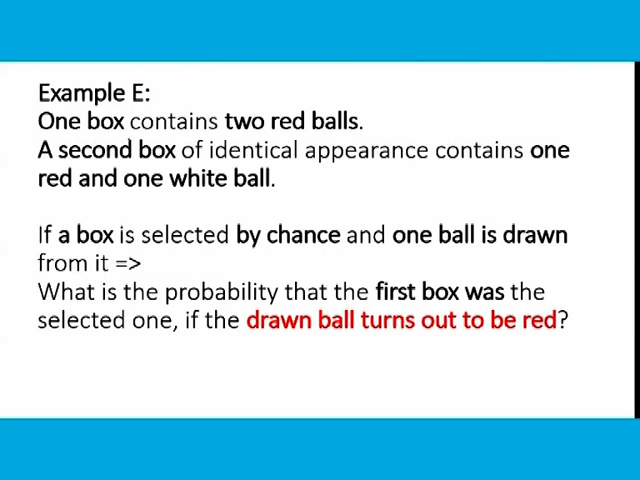 Example E:
One box contains two red balls.
A second box of identical appearance contains one
red and one white ball.
If a box is selected by chance and one ball is drawn
from it =>
What is the probability that the first box was the
selected one, if the drawn ball turns out to be red?